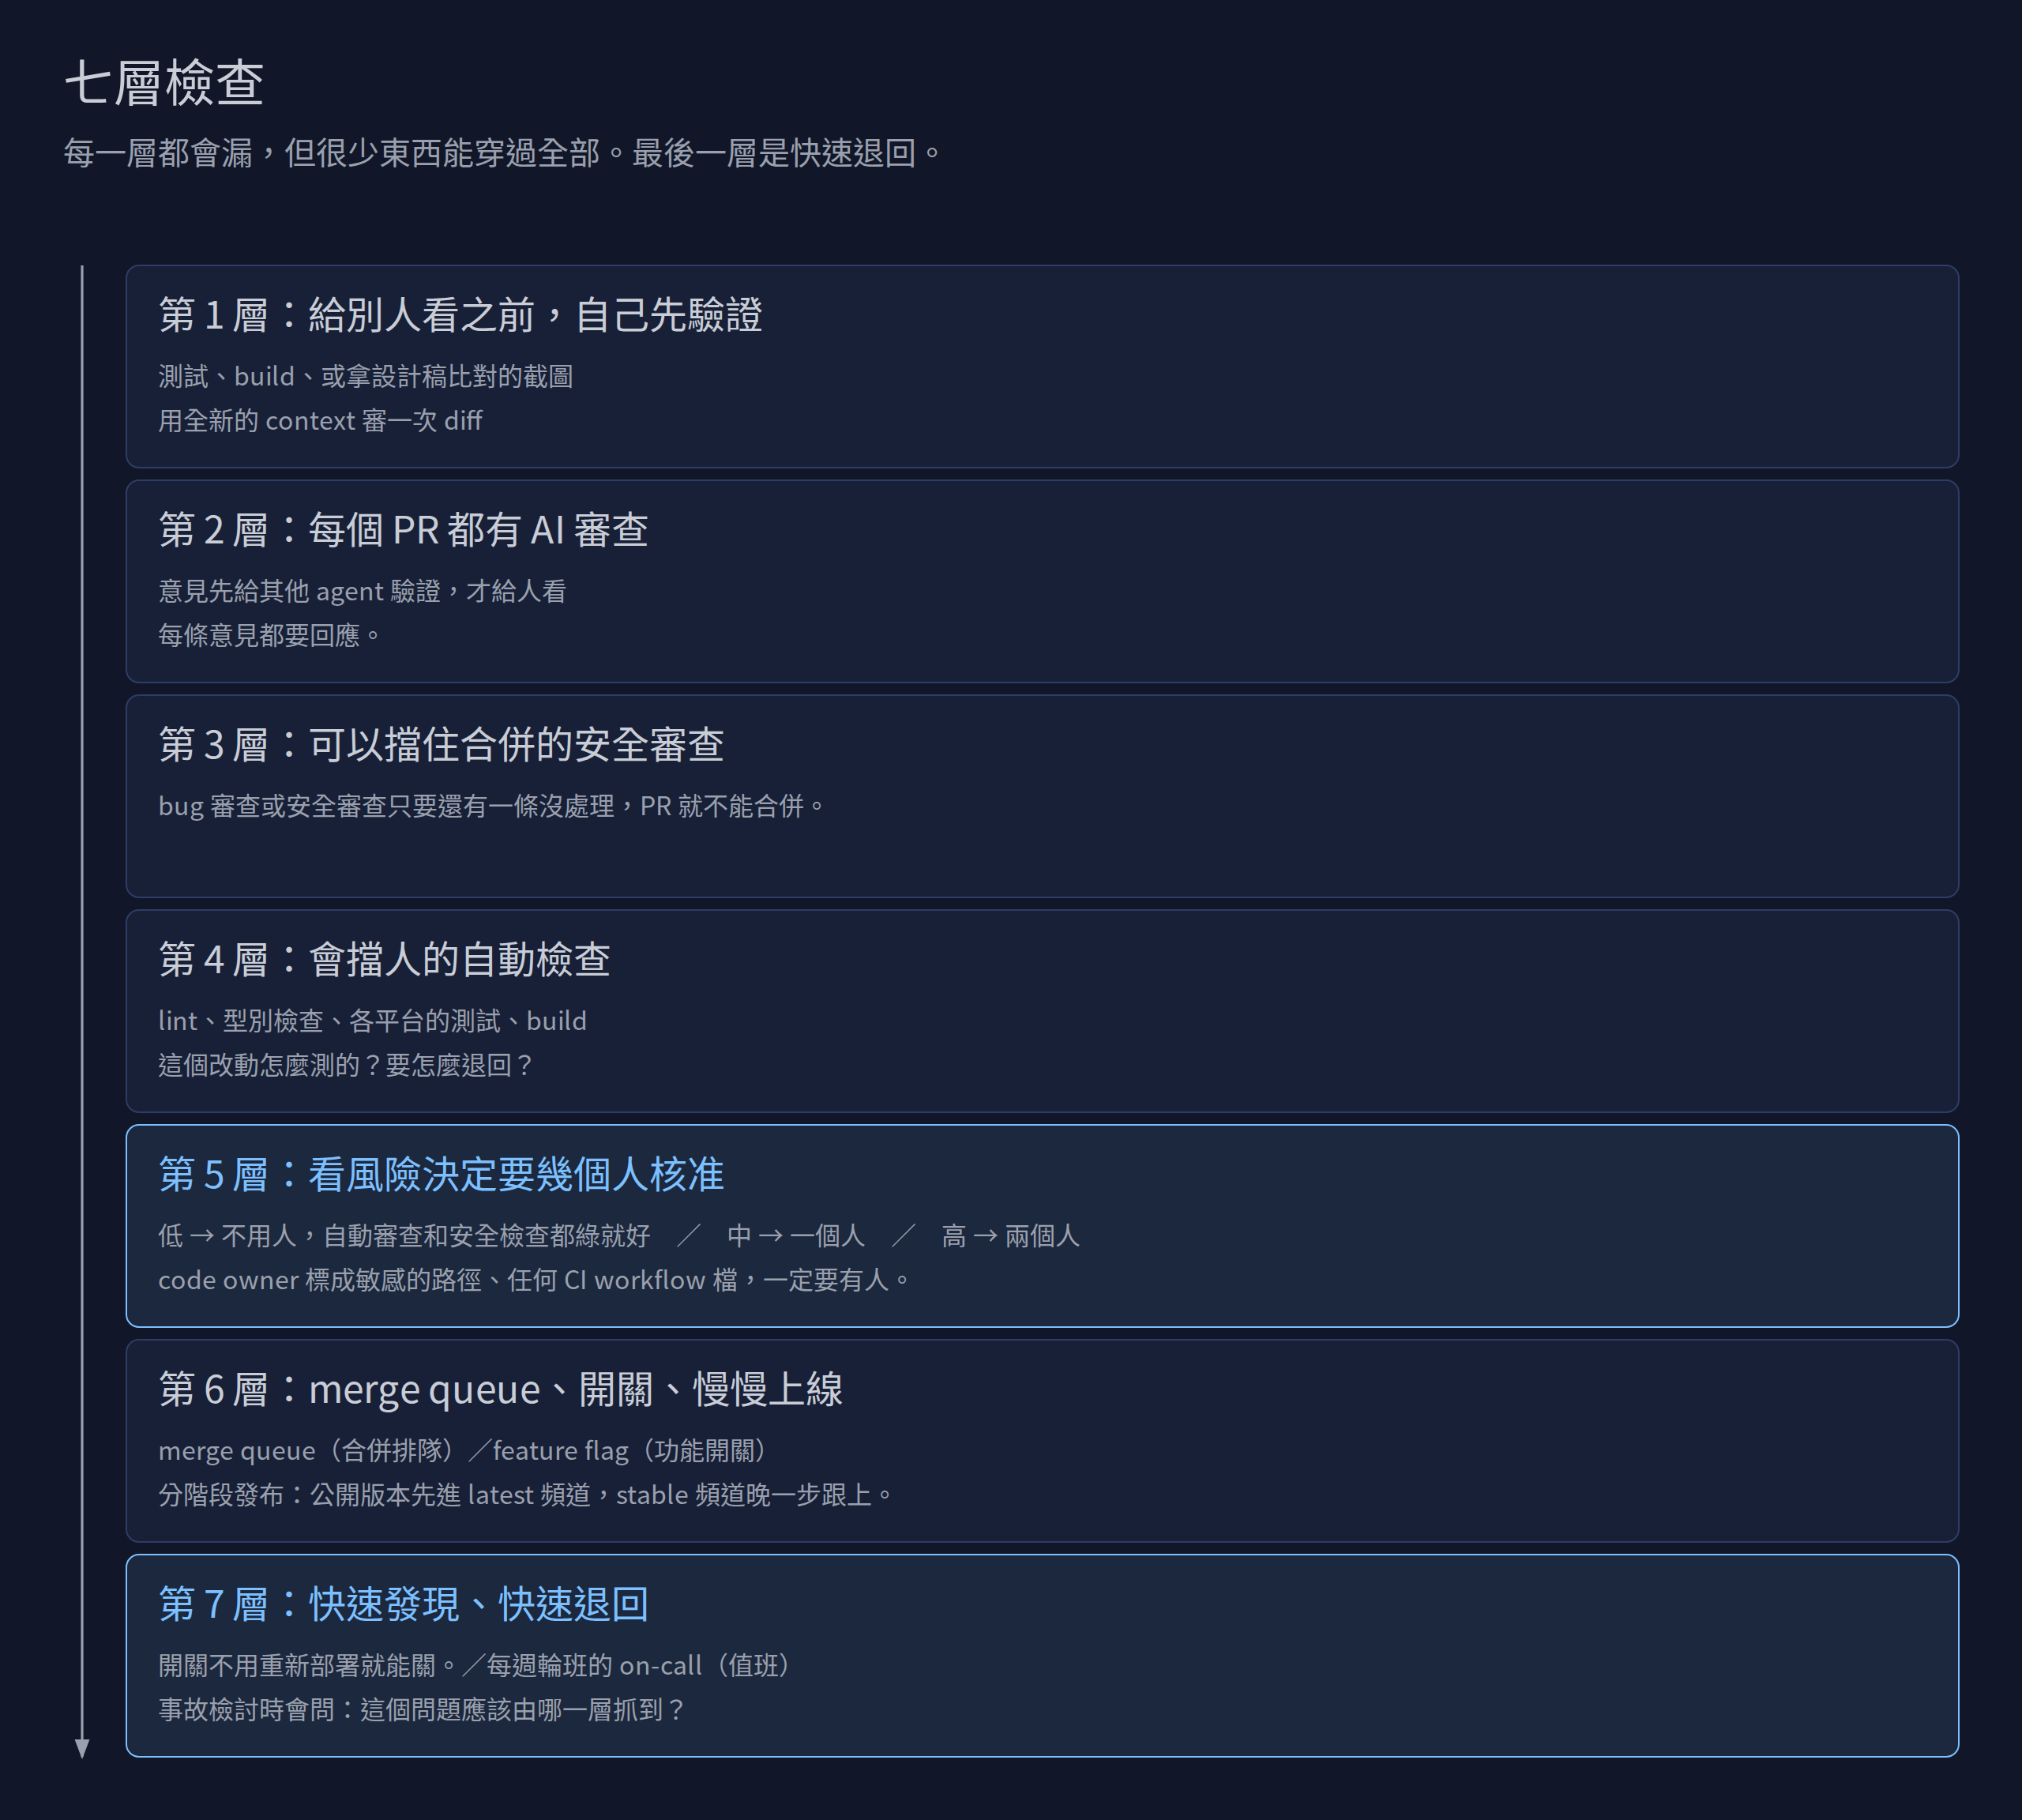 七層檢查
每一層都會漏，但很少東西能穿過全部。最後一層是快速退回。
第 1 層：給別人看之前，自己先驗證
測試、build、或拿設計稿比對的截圖
用全新的 context 審一次 diff
第 2 層：每個 PR 都有 AI 審查
意見先給其他 agent 驗證，才給人看
每條意見都要回應。
第 3 層：可以擋住合併的安全審查
bug 審查或安全審查只要還有一條沒處理，PR 就不能合併。
第 4 層：會擋人的自動檢查
lint、型別檢查、各平台的測試、build
這個改動怎麼測的？要怎麼退回？
第 5 層：看風險決定要幾個人核准
低 → 不用人，自動審查和安全檢查都綠就好　／　中 → 一個人　／　高 → 兩個人
code owner 標成敏感的路徑、任何 CI workflow 檔，一定要有人。
第 6 層：merge queue、開關、慢慢上線
merge queue（合併排隊）／feature flag（功能開關）
分階段發布：公開版本先進 latest 頻道，stable 頻道晚一步跟上。
第 7 層：快速發現、快速退回
開關不用重新部署就能關。／每週輪班的 on-call（值班）
事故檢討時會問：這個問題應該由哪一層抓到？